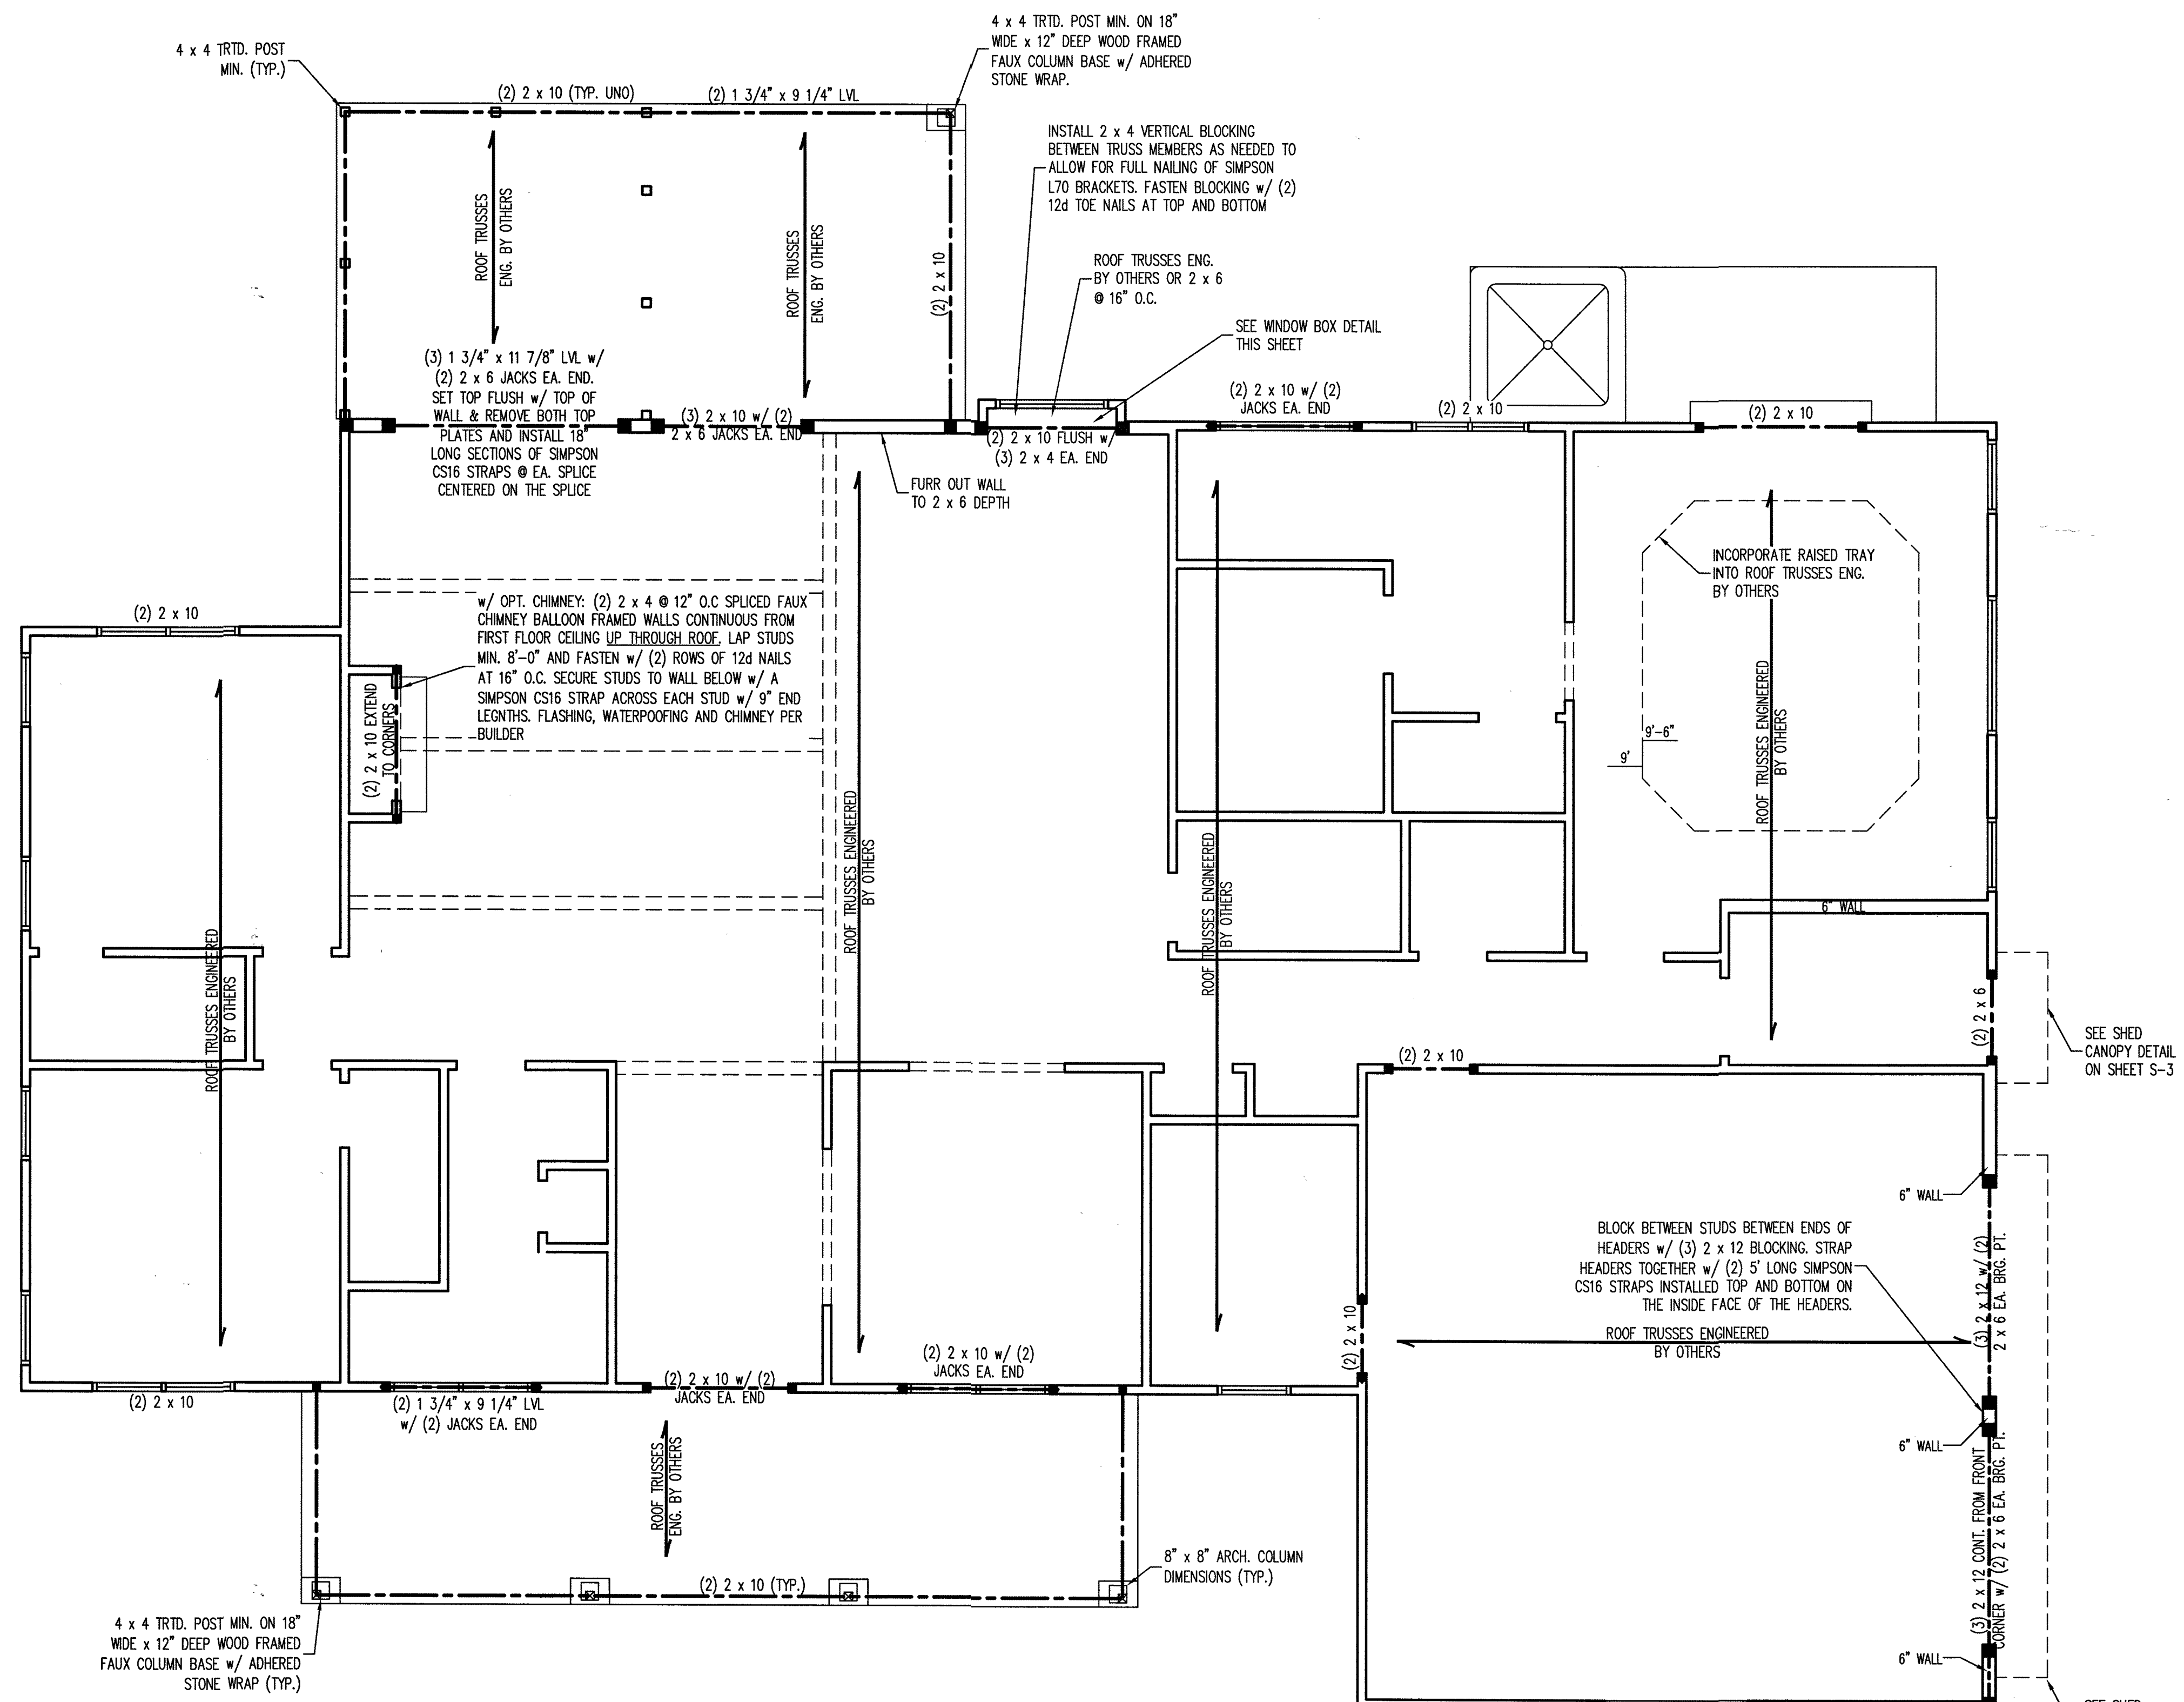 4 x 4 TRTD. POST
MIN. (TYP.)
4 x 4 TRTD. POST MIN. ON 18"
WIDE x 12" DEEP WOOD FRAMED
FAUX COLUMN BASE w/ ADHERED
STONE WRAP.
(2) 2 x 10 (TYP. UNO)
(2) 1 3/4" x 9 1/4" LVL
INSTALL 2 x 4 VERTICAL BLOCKING
BETWEEN TRUSS MEMBERS AS NEEDED TO
ALLOW FOR FULL NAILING OF SIMPSON
L70 BRACKETS. FASTEN BLOCKING w/ (2)
12d TOE NAILS AT TOP AND BOTTOM
ROOF TRUSSES
ENG. BY OTHERS
ROOF TRUSSES
ENG. BY OTHERS
(2) 2 x 10
ROOF TRUSSES ENG.
BY OTHERS OR 2 x 6
@ 16" O.C.
SEE WINDOW BOX DETAIL
THIS SHEET
(3) 1 3/4" x 11 7/8" LVL w/
(2) 2 x 6 JACKS EA. END.
SET TOP FLUSH w/ TOP OF
WALL & REMOVE BOTH TOP
PLATES AND INSTALL 18"
LONG SECTIONS OF SIMPSON
CS16 STRAPS @ EA. SPLICE
CENTERED ON THE SPLICE
(3) 2 x 10 w/ (2)
2 x 6 JACKS EA. END
(2) 2 x 10 FLUSH w/
(3) 2 x 4 EA. END
(2) 2 x 10 w/ (2)
JACKS EA. END
(2) 2 x 10
(2) 2 x 10
FURR OUT WALL
TO 2 x 6 DEPTH
INCORPORATE RAISED TRAY
INTO ROOF TRUSSES ENG.
BY OTHERS
(2) 2 x 10
w/ OPT. CHIMNEY: (2) 2 x 4 @ 12" O.C SPLICED FAUX
CHIMNEY BALLOON FRAMED WALLS CONTINUOUS FROM
FIRST FLOOR CEILING UP THROUGH ROOF. LAP STUDS
MIN. 8'-0" AND FASTEN w/ (2) ROWS OF 12d NAILS
AT 16" O.C. SECURE STUDS TO WALL BELOW w/ A
SIMPSON CS16 STRAP ACROSS EACH STUD w/ 9" END
LEGNTHS. FLASHING, WATERPOOFING AND CHIMNEY PER
BUILDER
(2) 2 x 10 EXTEND
TO CORNERS
9'-6"
9'
ROOF TRUSSES ENGINEERED
BY OTHERS
ROOF TRUSSES ENGINEERED
BY OTHERS
ROOF TRUSSES ENGINEERED
BY OTHERS
ROOF TRUSSES ENGINEERED
BY OTHERS
6" WALL
(2) 2 x 6
SEE SHED
CANOPY DETAIL
ON SHEET S-3
(2) 2 x 10
6" WALL
BLOCK BETWEEN STUDS BETWEEN ENDS OF
HEADERS w/ (3) 2 x 12 BLOCKING. STRAP
HEADERS TOGETHER w/ (2) 5' LONG SIMPSON
CS16 STRAPS INSTALLED TOP AND BOTTOM ON
THE INSIDE FACE OF THE HEADERS.
(3) 2 x 12 w/ (2)
2 x 6 EA. BRG. PT.
(2) 2 x 10
ROOF TRUSSES ENGINEERED
BY OTHERS
(2) 2 x 10
(2) 1 3/4" x 9 1/4" LVL
w/ (2) JACKS EA. END
(2) 2 x 10 w/ (2)
JACKS EA. END
(2) 2 x 10 w/ (2)
JACKS EA. END
6" WALL
ROOF TRUSSES
ENG. BY OTHERS
(3) 2 x 12 CONT. FROM FRONT
CORNER w/ (2) 2 x 6 EA. BRG. PT.
(2) 2 x 10 (TYP.)
8" x 8" ARCH. COLUMN
DIMENSIONS (TYP.)
4 x 4 TRTD. POST MIN. ON 18"
WIDE x 12" DEEP WOOD FRAMED
FAUX COLUMN BASE w/ ADHERED
STONE WRAP (TYP.)
6" WALL
SEE SHED